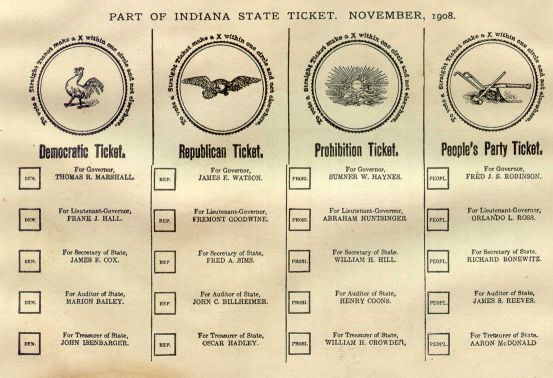 PART OF INDIANA STATE TICKET. NOVEMBER, 1908.
To vote a Straight Ticket make a X within one circle and not elsewhere.
Democratic Ticket.
DEM.
For Governor,
THOMAS R. MARSHALL.
DEM.
For Lieutenant-Governor,
FRANK J. HALL.
DEM.
For Secretary of State,
JAMES F. COX.
DEM.
For Auditor of State,
MARION BAILEY.
DEM.
For Treasurer of State,
JOHN ISENBARGER.
To vote a Straight Ticket make a X within one circle and not elsewhere.
Republican Ticket.
REP.
For Governor,
JAMES E. WATSON.
REP.
For Lieutenant-Governor,
FREMONT GOODWINE.
REP.
For Secretary of State,
FRED A. SIMS.
REP.
For Auditor of State,
JOHN C. BILLHEIMER.
REP.
For Treasurer of State,
OSCAR HADLEY.
To vote a Straight Ticket make a X within one circle and not elsewhere.
Prohibition Ticket.
PROHI.
For Governor,
SUMNER W. HAYNES.
PROHI.
For Lieutenant-Governor,
ABRAHAM HUNTSINGER
PROHI.
For Secretary of State,
WILLIAM H. HILL.
PROHI.
For Auditor of State,
HENRY COONS.
PROHI.
For Treasurer of State,
WILLIAM H. CROWDER,
To vote a Straight Ticket make a X within one circle and not elsewhere.
People's Party Ticket.
PEOPL.
For Governor,
FRED J. S. ROBINSON.
PEOPL.
For Lieutenant-Governor,
ORLANDO L. ROSS.
PEOPL.
For Secretary of State,
RICHARD BONEWITZ.
PEOPL.
For Auditor of State,
JAMES S. REEVES.
PEOPL.
For Treasurer of State,
AARON McDONALD